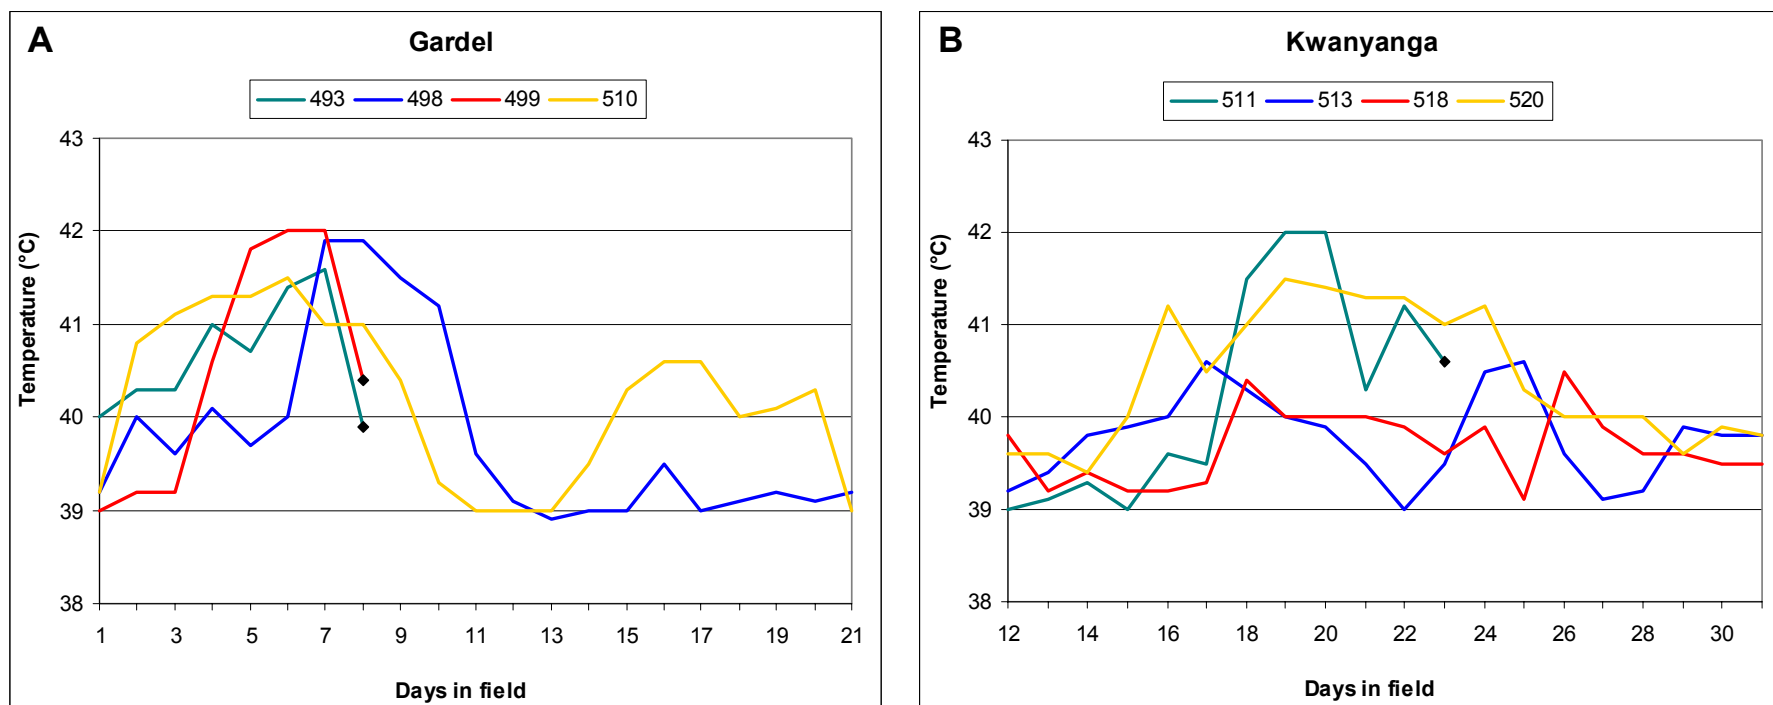 A
Gardel
493 498 499 510
43
42
41
40
39
38
Temperature (°C)
1 3 5 7 9 11 13 15 17 19 21
Days in field
B
Kwanyanga
511 513 518 520
43
42
41
40
39
38
Temperature (°C)
12 14 16 18 20 22 24 26 28 30
Days in field